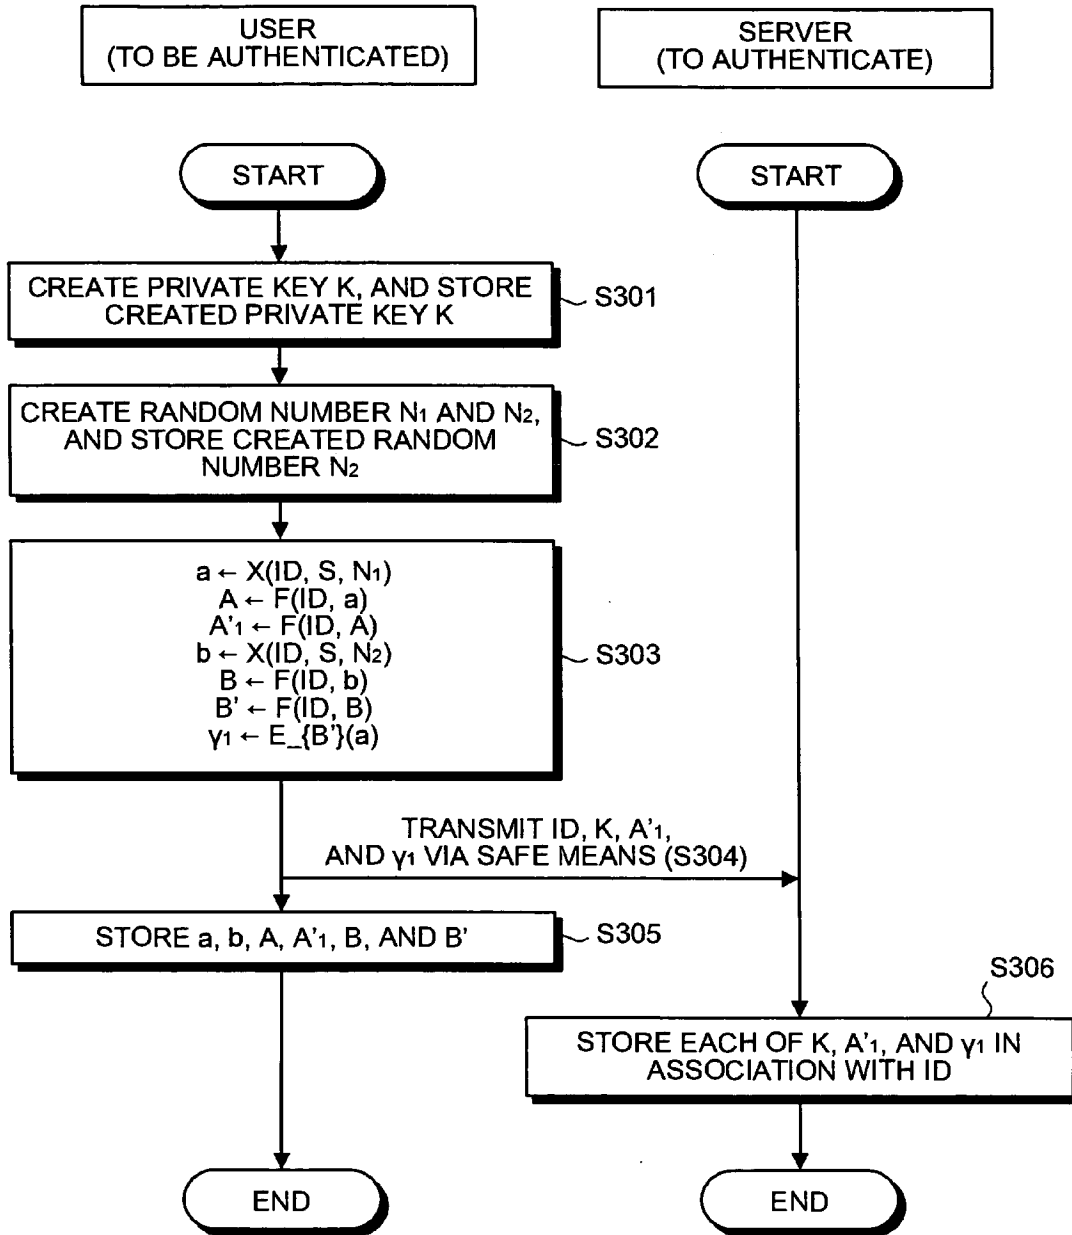 USER
(TO BE AUTHENTICATED)
SERVER
(TO AUTHENTICATE)
START
START
CREATE PRIVATE KEY K, AND STORE
CREATED PRIVATE KEY K
S301
CREATE RANDOM NUMBER N₁ AND N₂,
AND STORE CREATED RANDOM
NUMBER N₂
S302
a ← X(ID, S, N₁)
A ← F(ID, a)
A'₁ ← F(ID, A)
b ← X(ID, S, N₂)
B ← F(ID, b)
B' ← F(ID, B)
γ₁ ← E_{B'}(a)
S303
TRANSMIT ID, K, A'₁,
AND γ₁ VIA SAFE MEANS (S304)
STORE a, b, A, A'₁, B, AND B'
S305
S306
STORE EACH OF K, A'₁, AND γ₁ IN
ASSOCIATION WITH ID
END
END